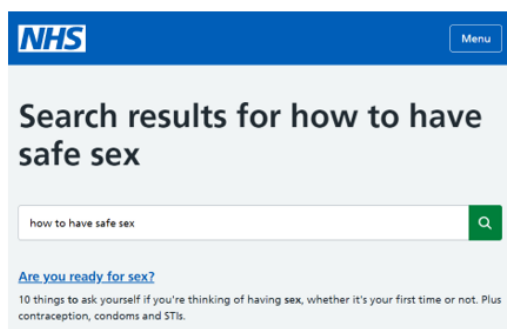 NHS
Menu
Search results for how to have
safe sex
how to have safe sex
Are you ready for sex?
10 things to ask yourself if you're thinking of having sex, whether it's your first time or not. Plus
contraception, condoms and STIs.